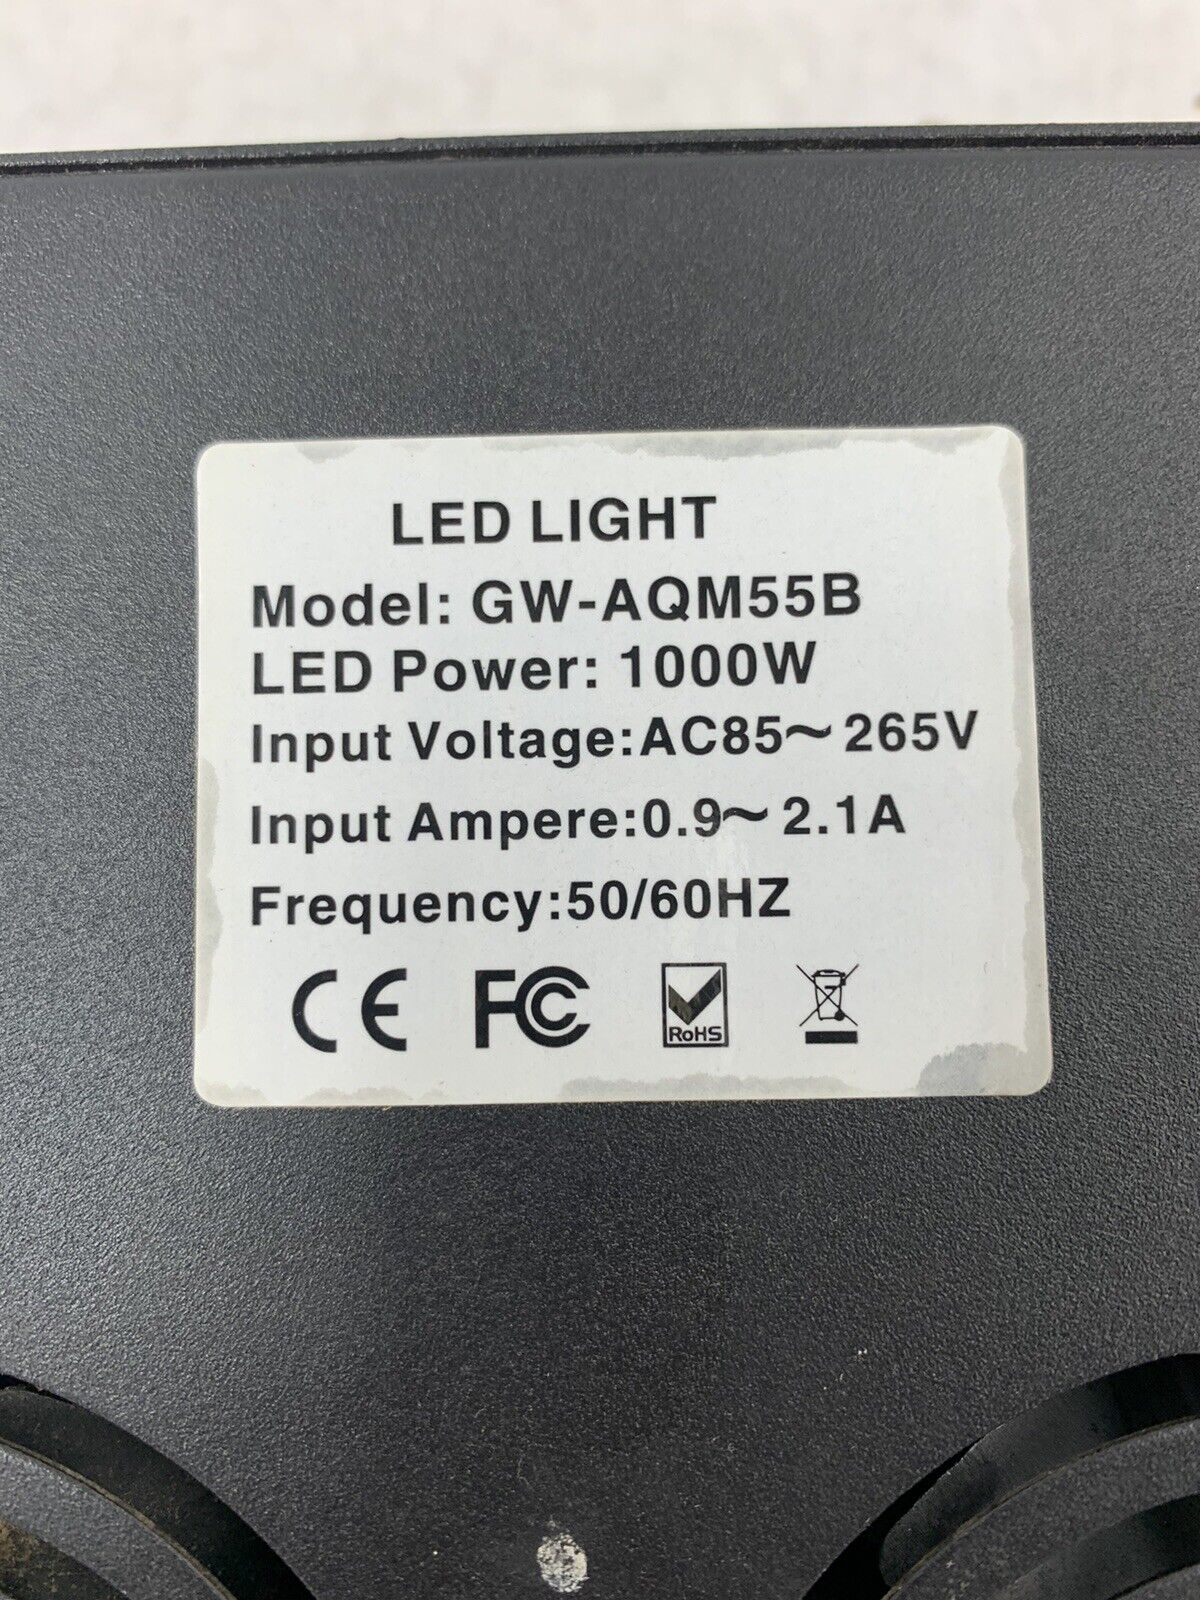 LED LIGHT
Model: GW-AQM55B
LED Power: 1000W
Input Voltage:AC85~265V
Input Ampere:0.9~2.1A
Frequency:50/60HZ
CE FC RoHS